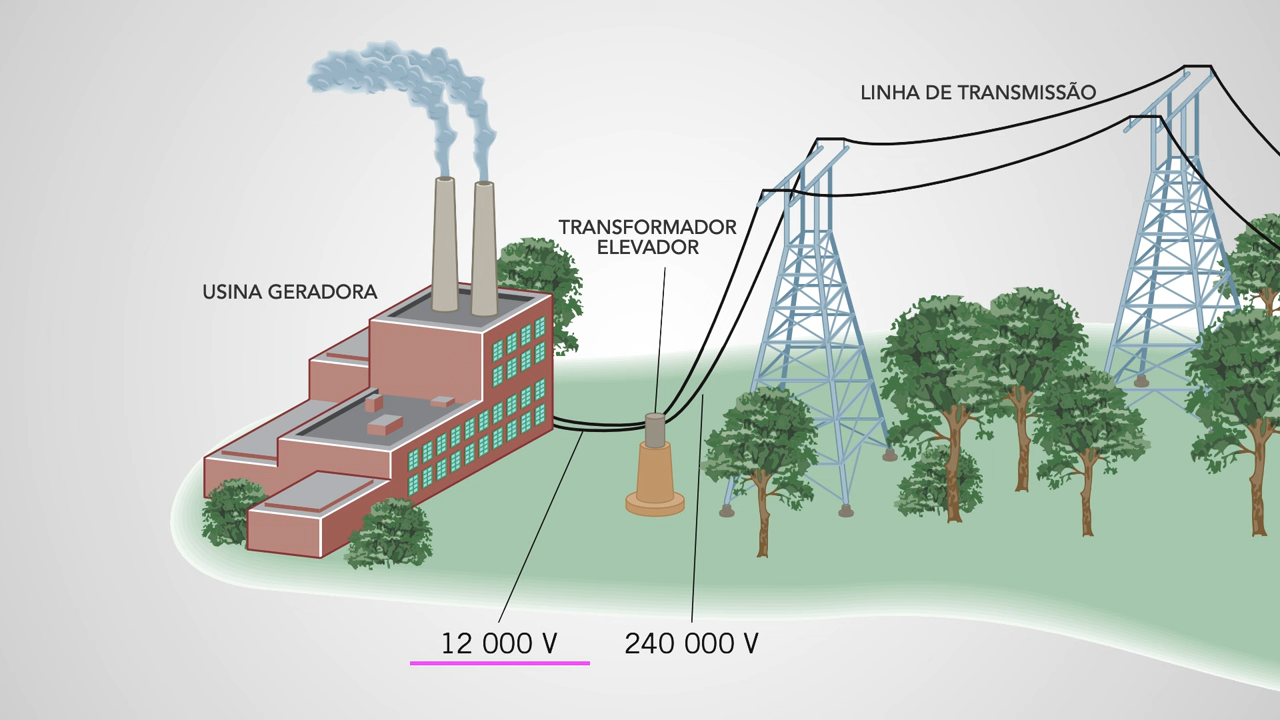 LINHA DE TRANSMISSÃO
TRANSFORMADOR
ELEVADOR
USINA GERADORA
12 000 V
240 000 V